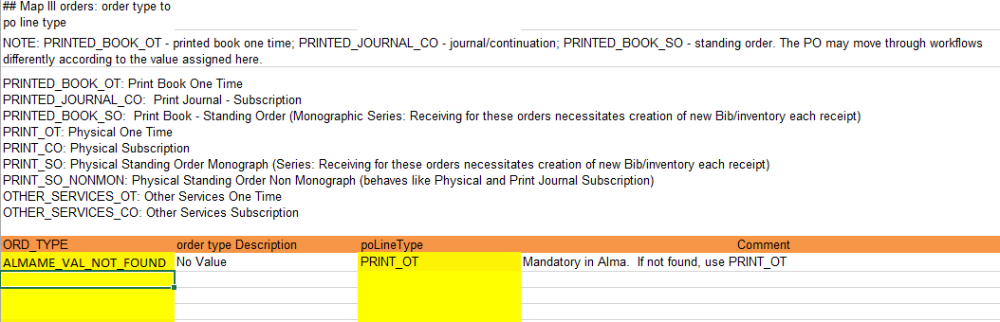 ## Map III orders: order type to
po line type
NOTE: PRINTED_BOOK_OT - printed book one time; PRINTED_JOURNAL_CO - journal/continuation; PRINTED_BOOK_SO - standing order. The PO may move through workflows
differently according to the value assigned here.
PRINTED_BOOK_OT: Print Book One Time
PRINTED_JOURNAL_CO:  Print Journal - Subscription
PRINTED_BOOK_SO:  Print Book - Standing Order (Monographic Series: Receiving for these orders necessitates creation of new Bib/inventory each receipt)
PRINT_OT: Physical One Time
PRINT_CO: Physical Subscription
PRINT_SO: Physical Standing Order Monograph (Series: Receiving for these orders necessitates creation of new Bib/inventory each receipt)
PRINT_SO_NONMON: Physical Standing Order Non Monograph (behaves like Physical and Print Journal Subscription)
OTHER_SERVICES_OT: Other Services One Time
OTHER_SERVICES_CO: Other Services Subscription
ORD_TYPE order type Description poLineType Comment
ALMAME_VAL_NOT_FOUND No Value PRINT_OT Mandatory in Alma.  If not found, use PRINT_OT